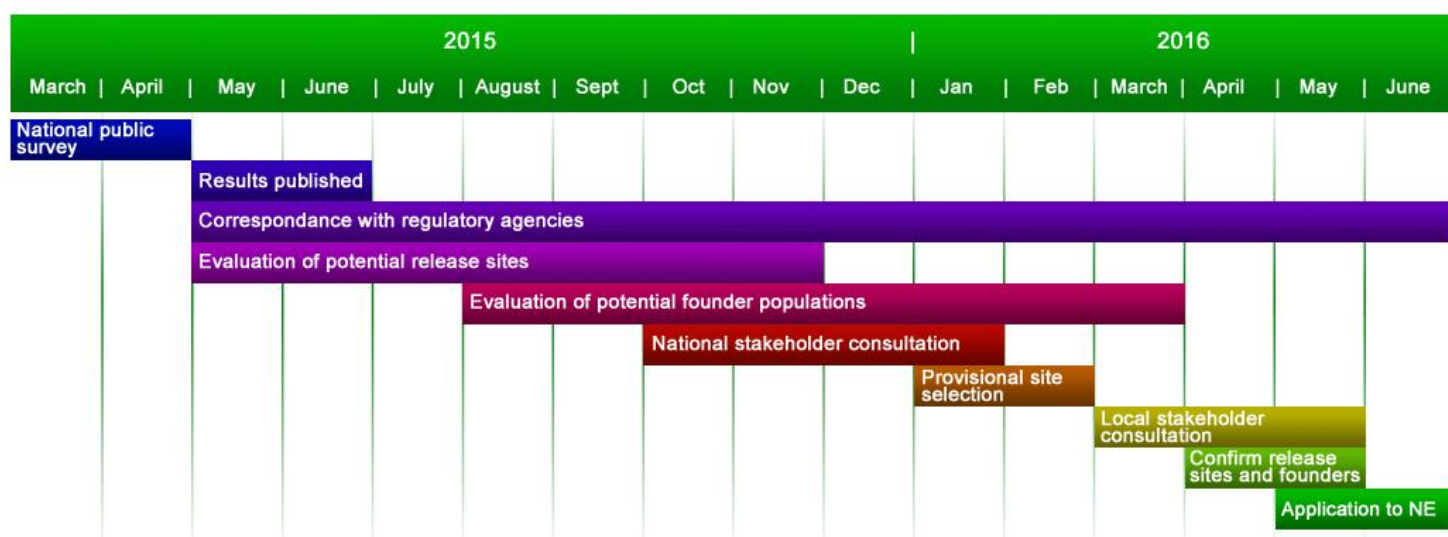 2015 | 2016
March | April | May | June | July | August | Sept | Oct | Nov | Dec | Jan | Feb | March | April | May | June
National public
survey
Results published
Correspondance with regulatory agencies
Evaluation of potential release sites
Evaluation of potential founder populations
National stakeholder consultation
Provisional site
selection
Local stakeholder
consultation
Confirm release
sites and founders
Application to NE